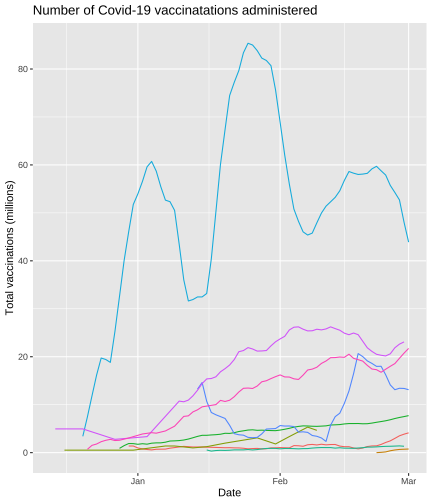 Number of Covid-19 vaccinatations administered
Total vaccinations (millions)
80
60
40
20
0
Jan
Feb
Mar
Date